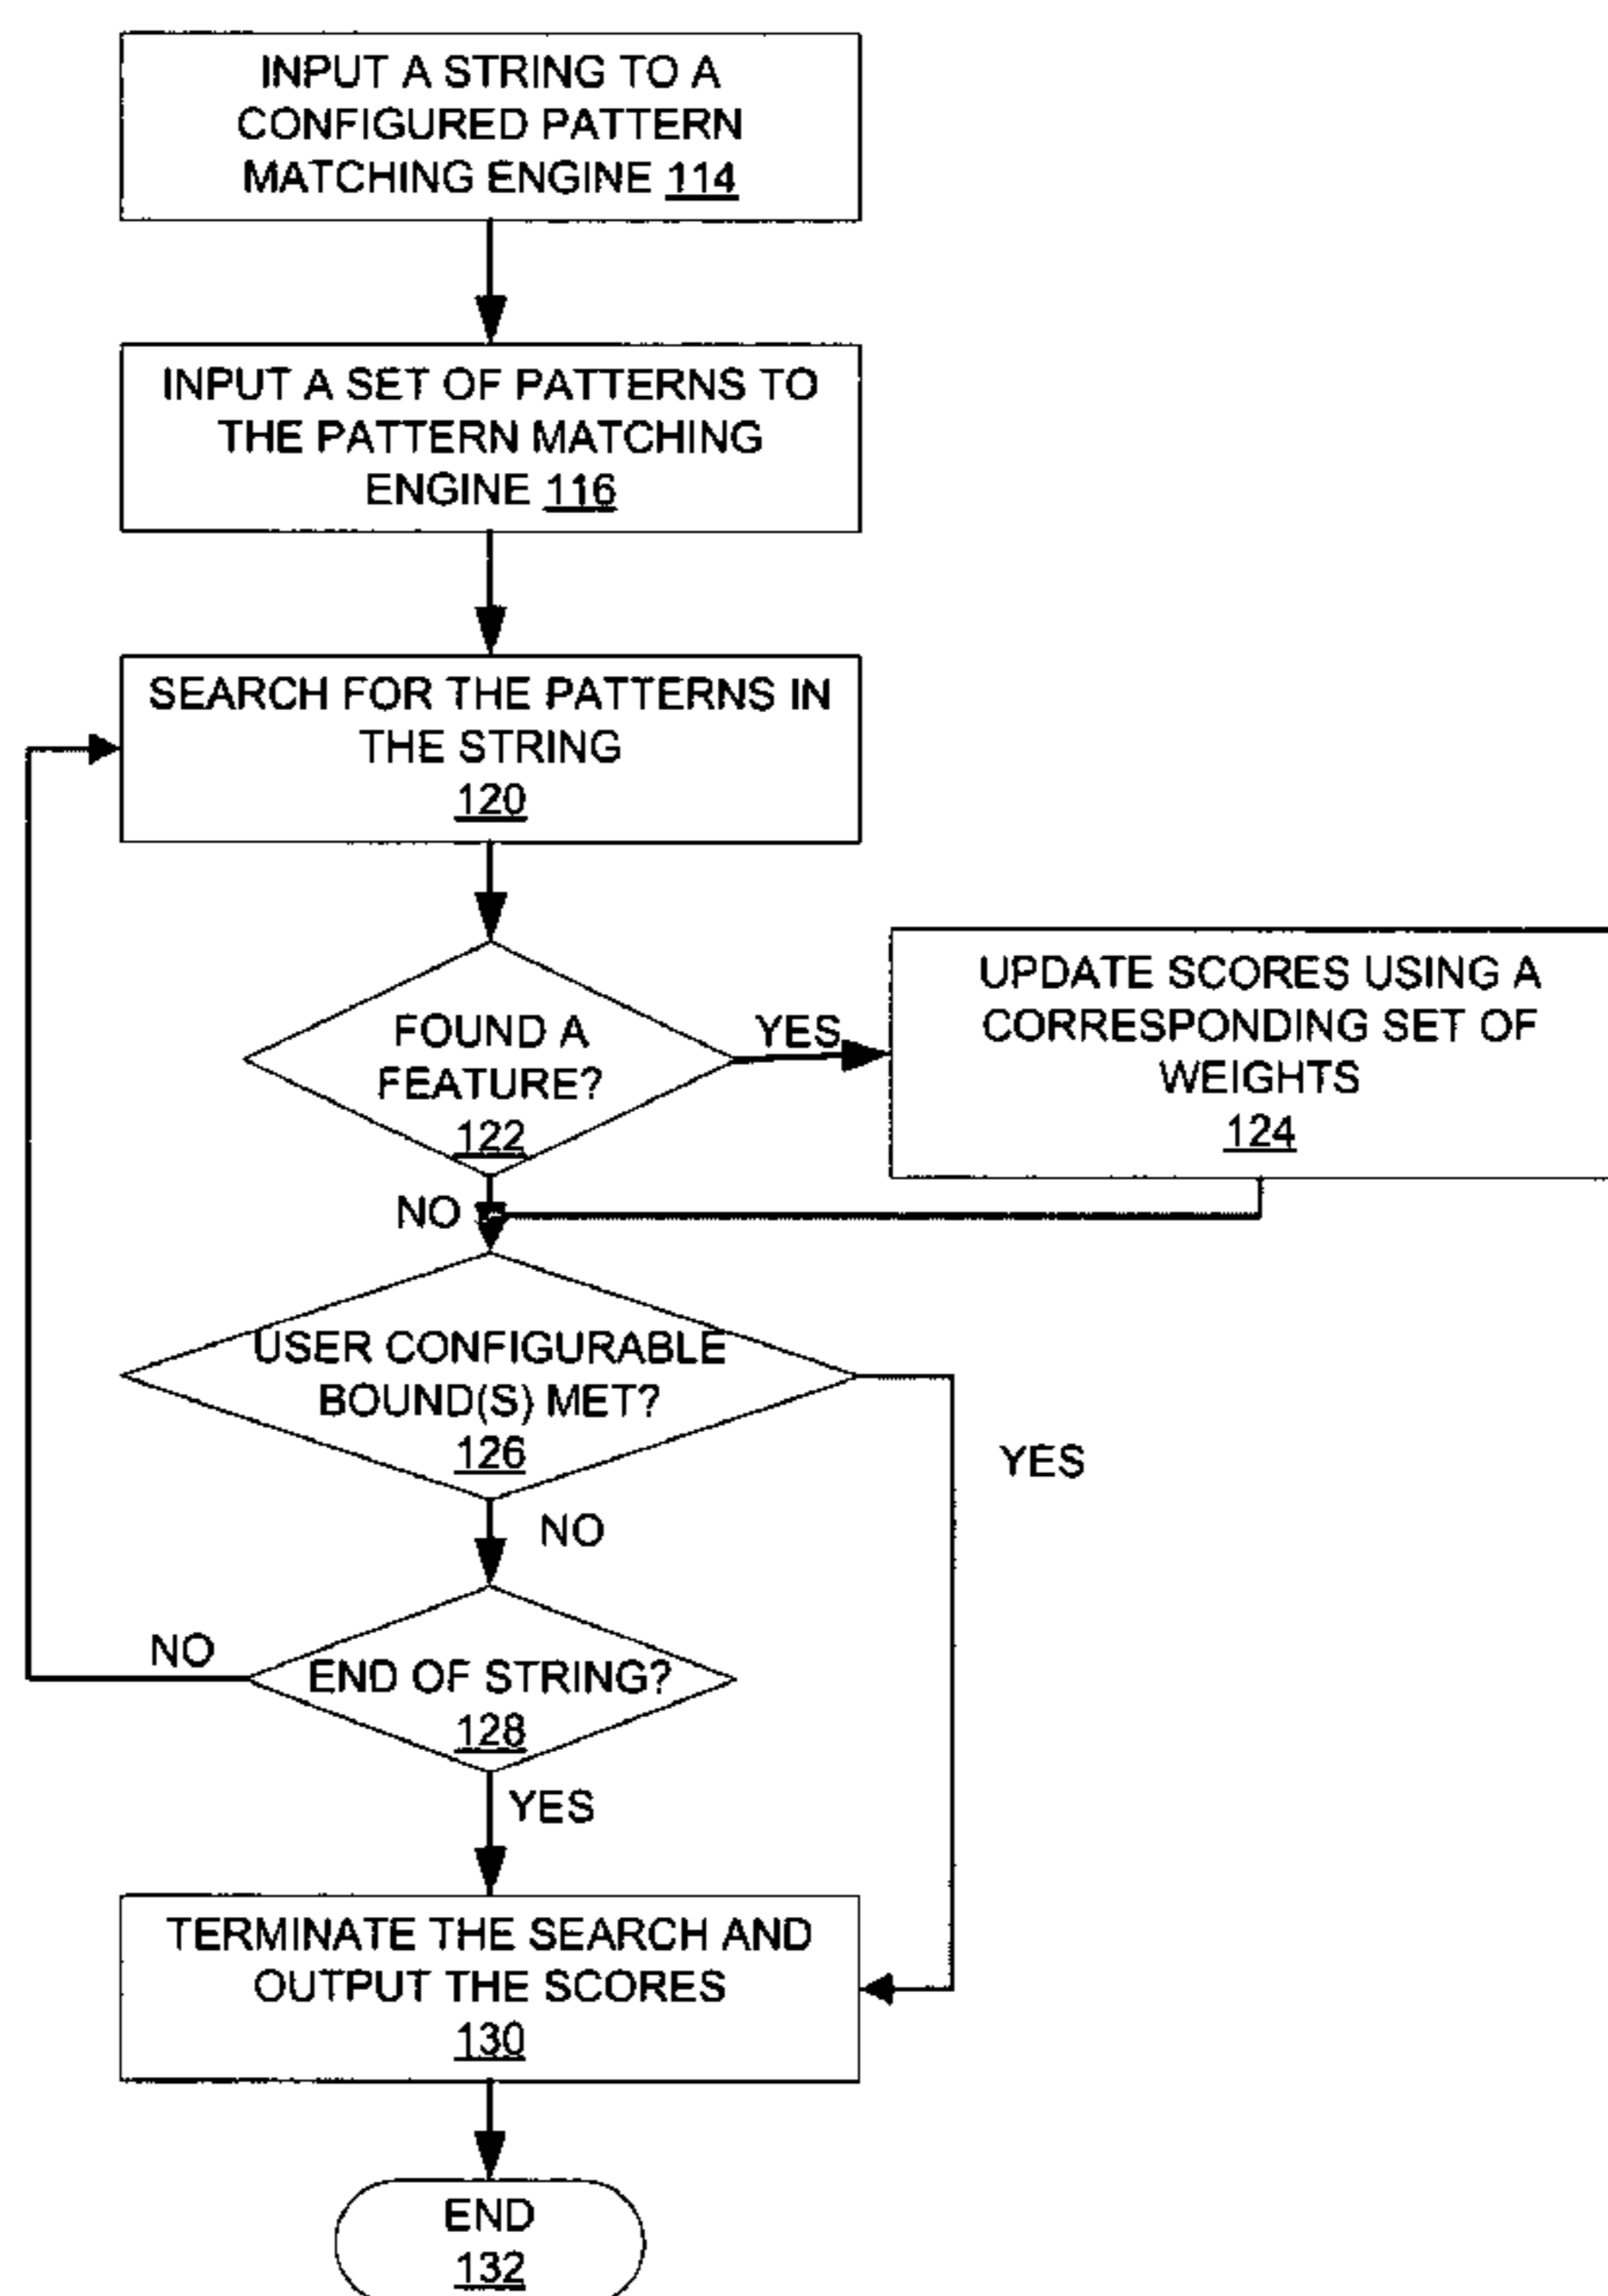 INPUT A STRING TO A
CONFIGURED PATTERN
MATCHING ENGINE 114
INPUT A SET OF PATTERNS TO
THE PATTERN MATCHING
ENGINE 116
SEARCH FOR THE PATTERNS IN
THE STRING
120
FOUND A
FEATURE?
122
YES
UPDATE SCORES USING A
CORRESPONDING SET OF
WEIGHTS
124
NO
USER CONFIGURABLE
BOUND(S) MET?
126
YES
NO
END OF STRING?
128
NO
YES
TERMINATE THE SEARCH AND
OUTPUT THE SCORES
130
END
132